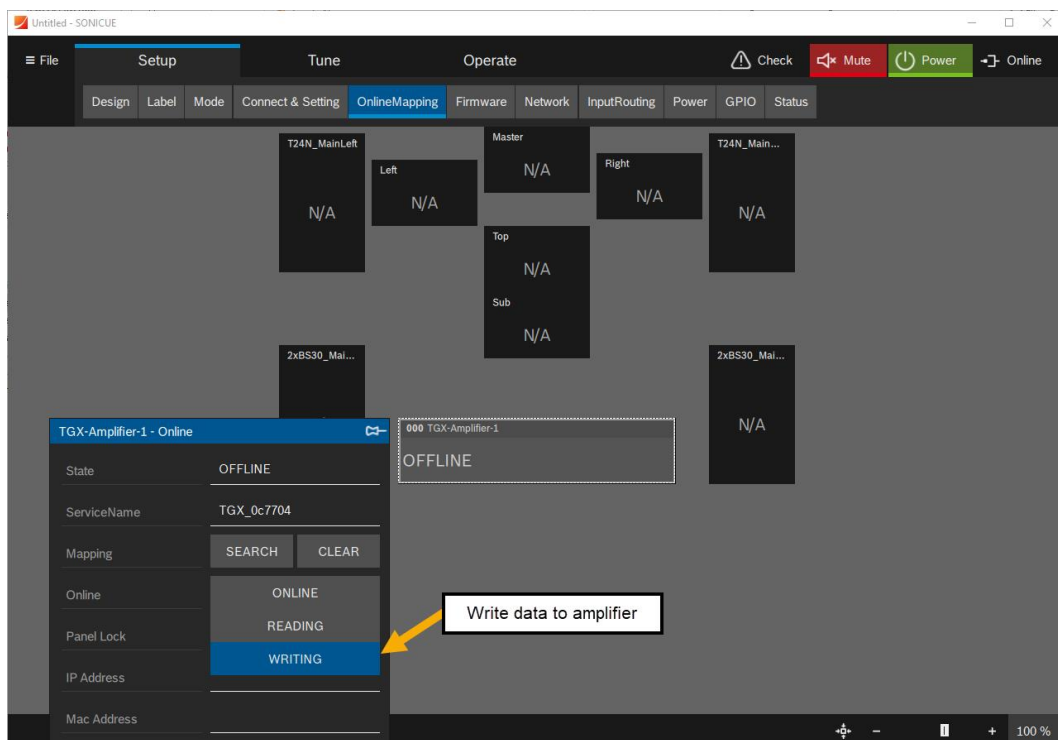 Untitled - SONICUE
≡ File Setup Tune Operate Check Mute Power Online
Design Label Mode Connect & Setting OnlineMapping Firmware Network InputRouting Power GPIO Status
T24N_MainLeft
N/A
Left
N/A
Master
N/A
Right
N/A
T24N_Main...
N/A
Top
N/A
Sub
N/A
2xBS30_Mai...
2xBS30_Mai...
N/A
000 TGX-Amplifier-1
OFFLINE
TGX-Amplifier-1 - Online
State OFFLINE
ServiceName TGX_0c7704
Mapping SEARCH CLEAR
Online ONLINE
READING
Panel Lock
WRITING
IP Address
Mac Address
Write data to amplifier
− + 100 %